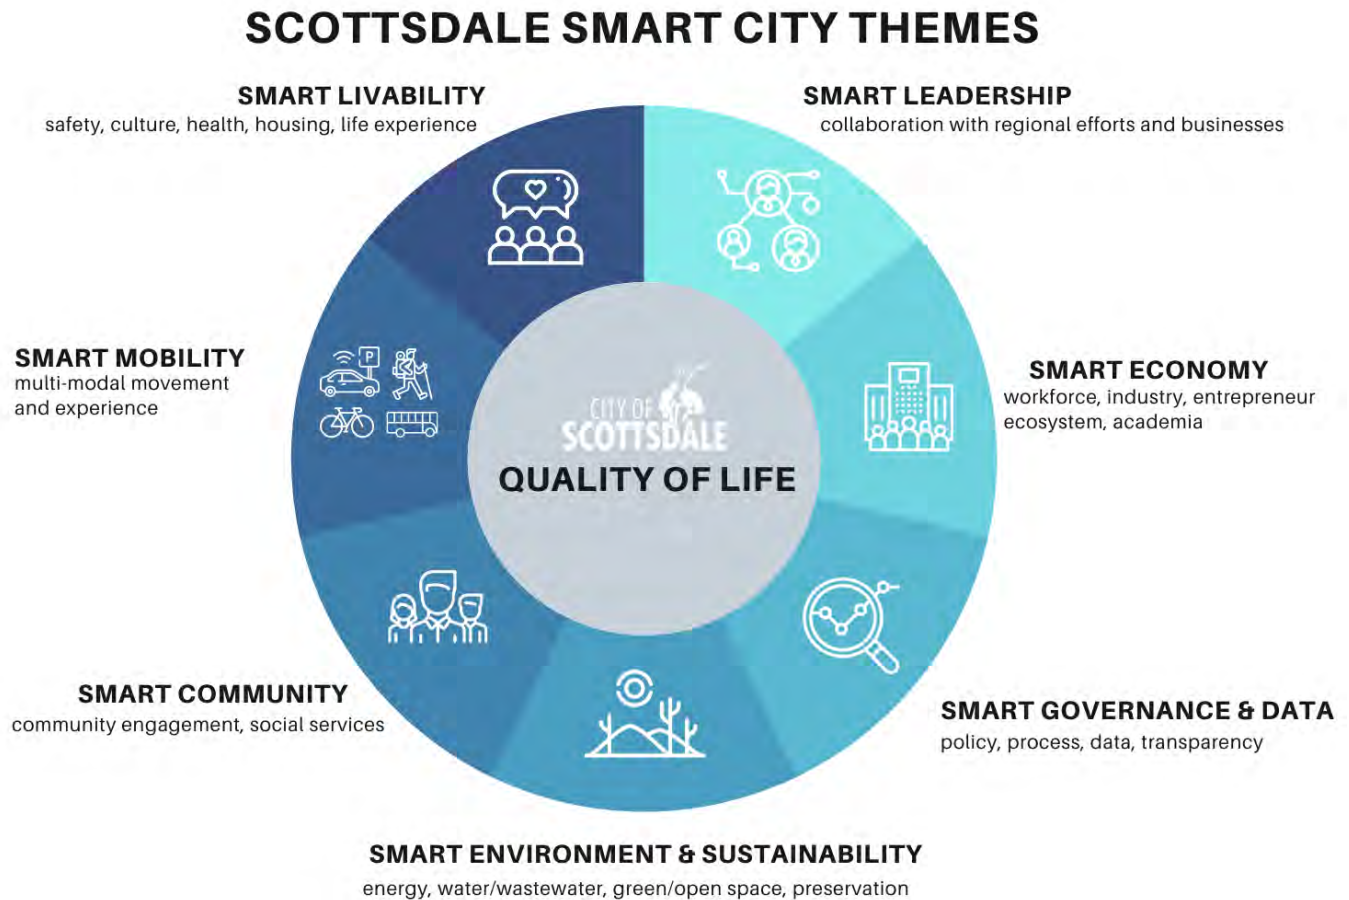 SCOTTSDALE SMART CITY THEMES
SMART LIVABILITY
safety, culture, health, housing, life experience
SMART LEADERSHIP
collaboration with regional efforts and businesses
SMART MOBILITY
multi-modal movement
and experience
P
SMART ECONOMY
workforce, industry, entrepreneur
ecosystem, academia
CITY OF
SCOTTSDALE
QUALITY OF LIFE
SMART COMMUNITY
community engagement, social services
SMART GOVERNANCE & DATA
policy, process, data, transparency
SMART ENVIRONMENT & SUSTAINABILITY
energy, water/wastewater, green/open space, preservation